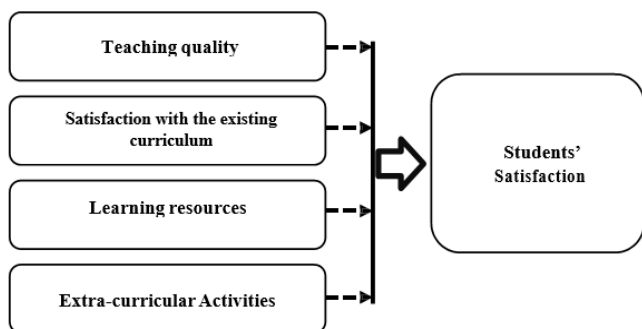 Teaching quality
Satisfaction with the existing
curriculum
Learning resources
Extra-curricular Activities
Students’
Satisfaction